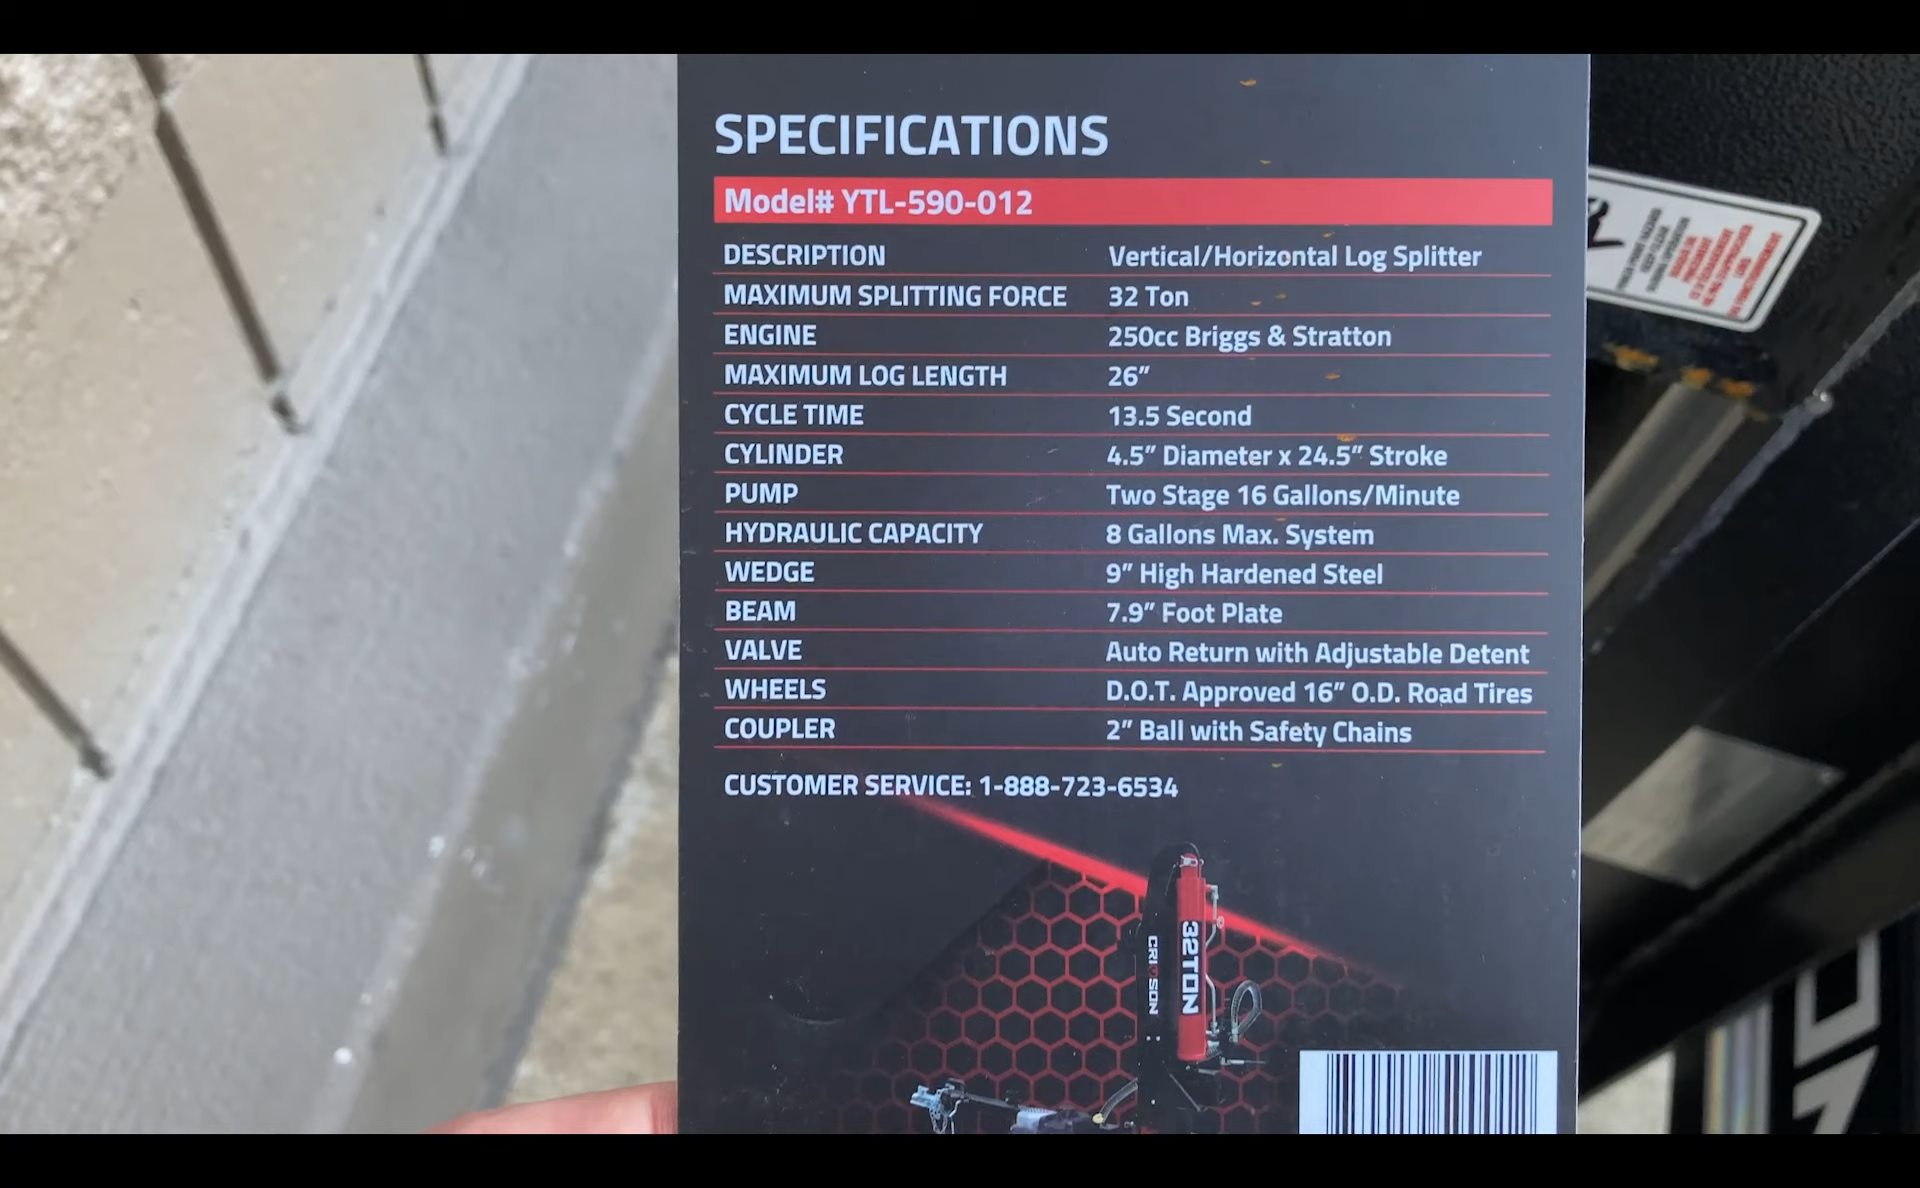 SPECIFICATIONS
Model# YTL-590-012
DESCRIPTION Vertical/Horizontal Log Splitter
MAXIMUM SPLITTING FORCE 32 Ton
ENGINE 250cc Briggs & Stratton
MAXIMUM LOG LENGTH 26”
CYCLE TIME 13.5 Second
CYLINDER 4.5” Diameter x 24.5” Stroke
PUMP Two Stage 16 Gallons/Minute
HYDRAULIC CAPACITY 8 Gallons Max. System
WEDGE 9” High Hardened Steel
BEAM 7.9” Foot Plate
VALVE Auto Return with Adjustable Detent
WHEELS D.O.T. Approved 16” O.D. Road Tires
COUPLER 2” Ball with Safety Chains
CUSTOMER SERVICE: 1-888-723-6534
32TON
CRIMSON